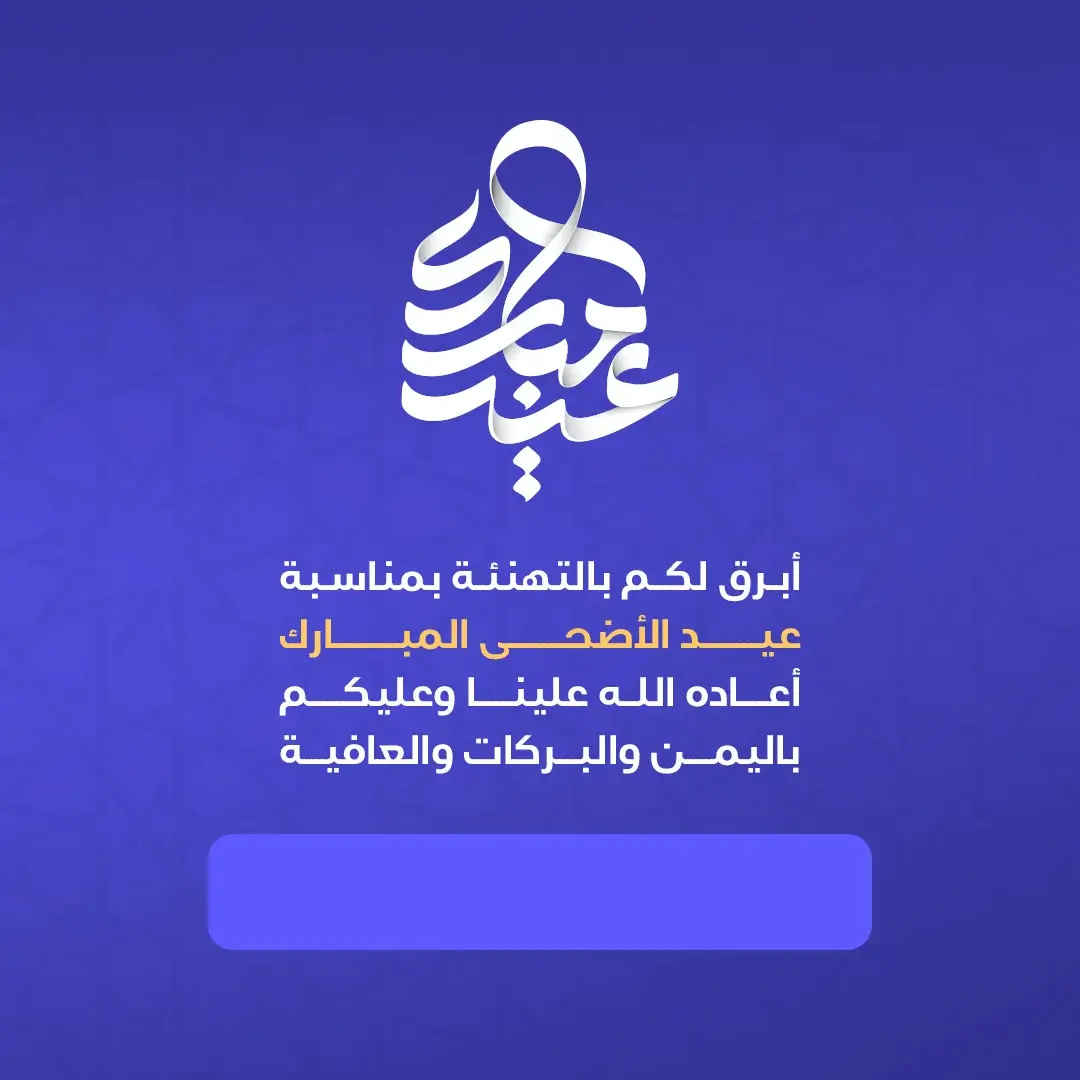 عيد مبارك
أبرق لكم بالتهنئة بمناسبة
عيد الأضحى المبارك
أعاده الله علينا وعليكم
باليمن والبركات والعافية